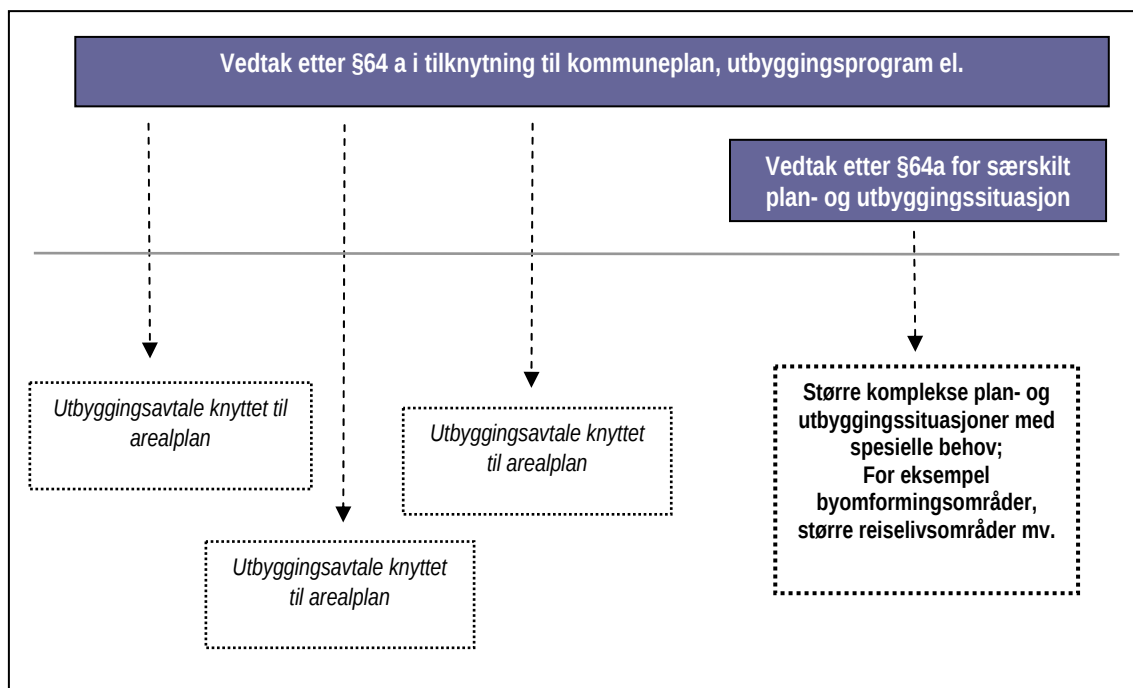 Vedtak etter §64 a i tilknytning til kommuneplan, utbyggingsprogram el.
Vedtak etter §64a for særskilt
plan- og utbyggingssituasjon
Utbyggingsavtale knyttet til
arealplan
Utbyggingsavtale knyttet
til arealplan
Utbyggingsavtale knyttet
til arealplan
Større komplekse plan- og
utbyggingssituasjoner med
spesielle behov;
For eksempel
byomformingsområder,
større reiselivsområder mv.